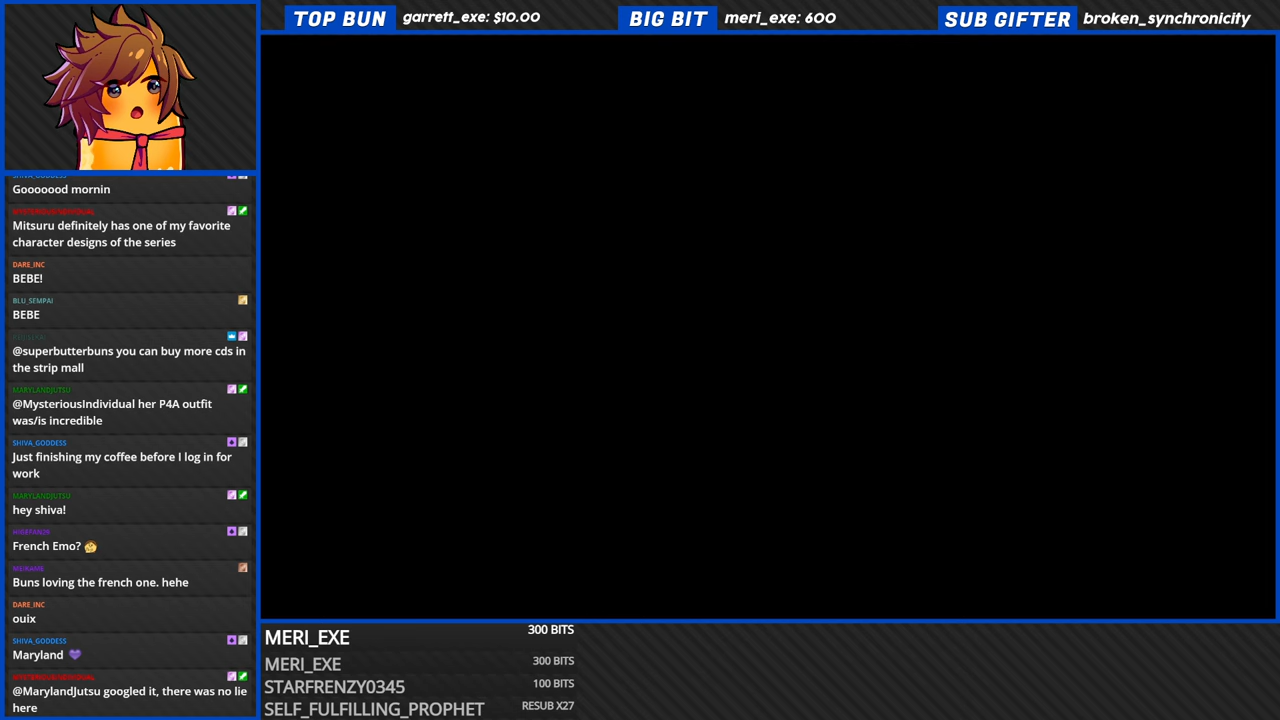 TOP BUN garrett_exe: $10.00 BIG BIT meri_exe: 600 SUB GIFTER broken_synchronicity
SHIVA_GODDESS
Gooooood mornin
MYSTERIOUSINDIVIDUAL
Mitsuru definitely has one of my favorite
character designs of the series
DARE_INC
BEBE!
BLU_SEMPAI
BEBE
@superbutterbuns you can buy more cds in
the strip mall
MARYLANDJUTSU
@MysteriousIndividual her P4A outfit
was/is incredible
SHIVA_GODDESS
Just finishing my coffee before I log in for
work
MARYLANDJUTSU
hey shiva!
French Emo?
Buns loving the french one. hehe
DARE_INC
ouix
SHIVA_GODDESS
Maryland
MYSTERIOUSINDIVIDUAL
@MarylandJutsu googled it, there was no lie
here
MERI_EXE 300 BITS
MERI_EXE 300 BITS
STARFRENZY0345 100 BITS
SELF_FULFILLING_PROPHET RESUB X27